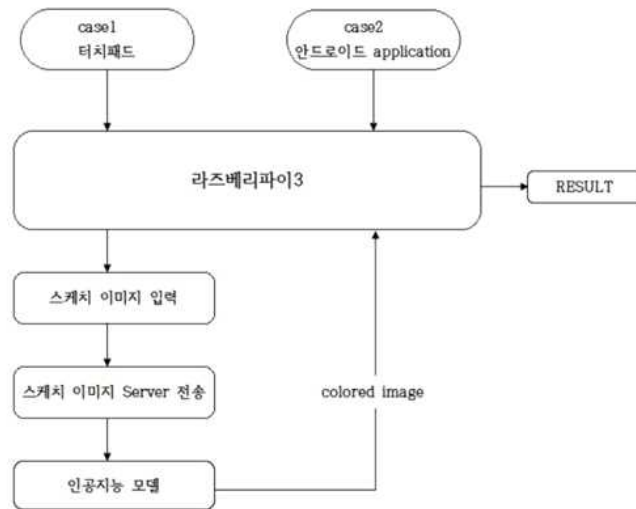 case1
터치패드
case2
안드로이드 application
라즈베리파이3
RESULT
스케치 이미지 입력
스케치 이미지 Server 전송
colored image
인공지능 모델